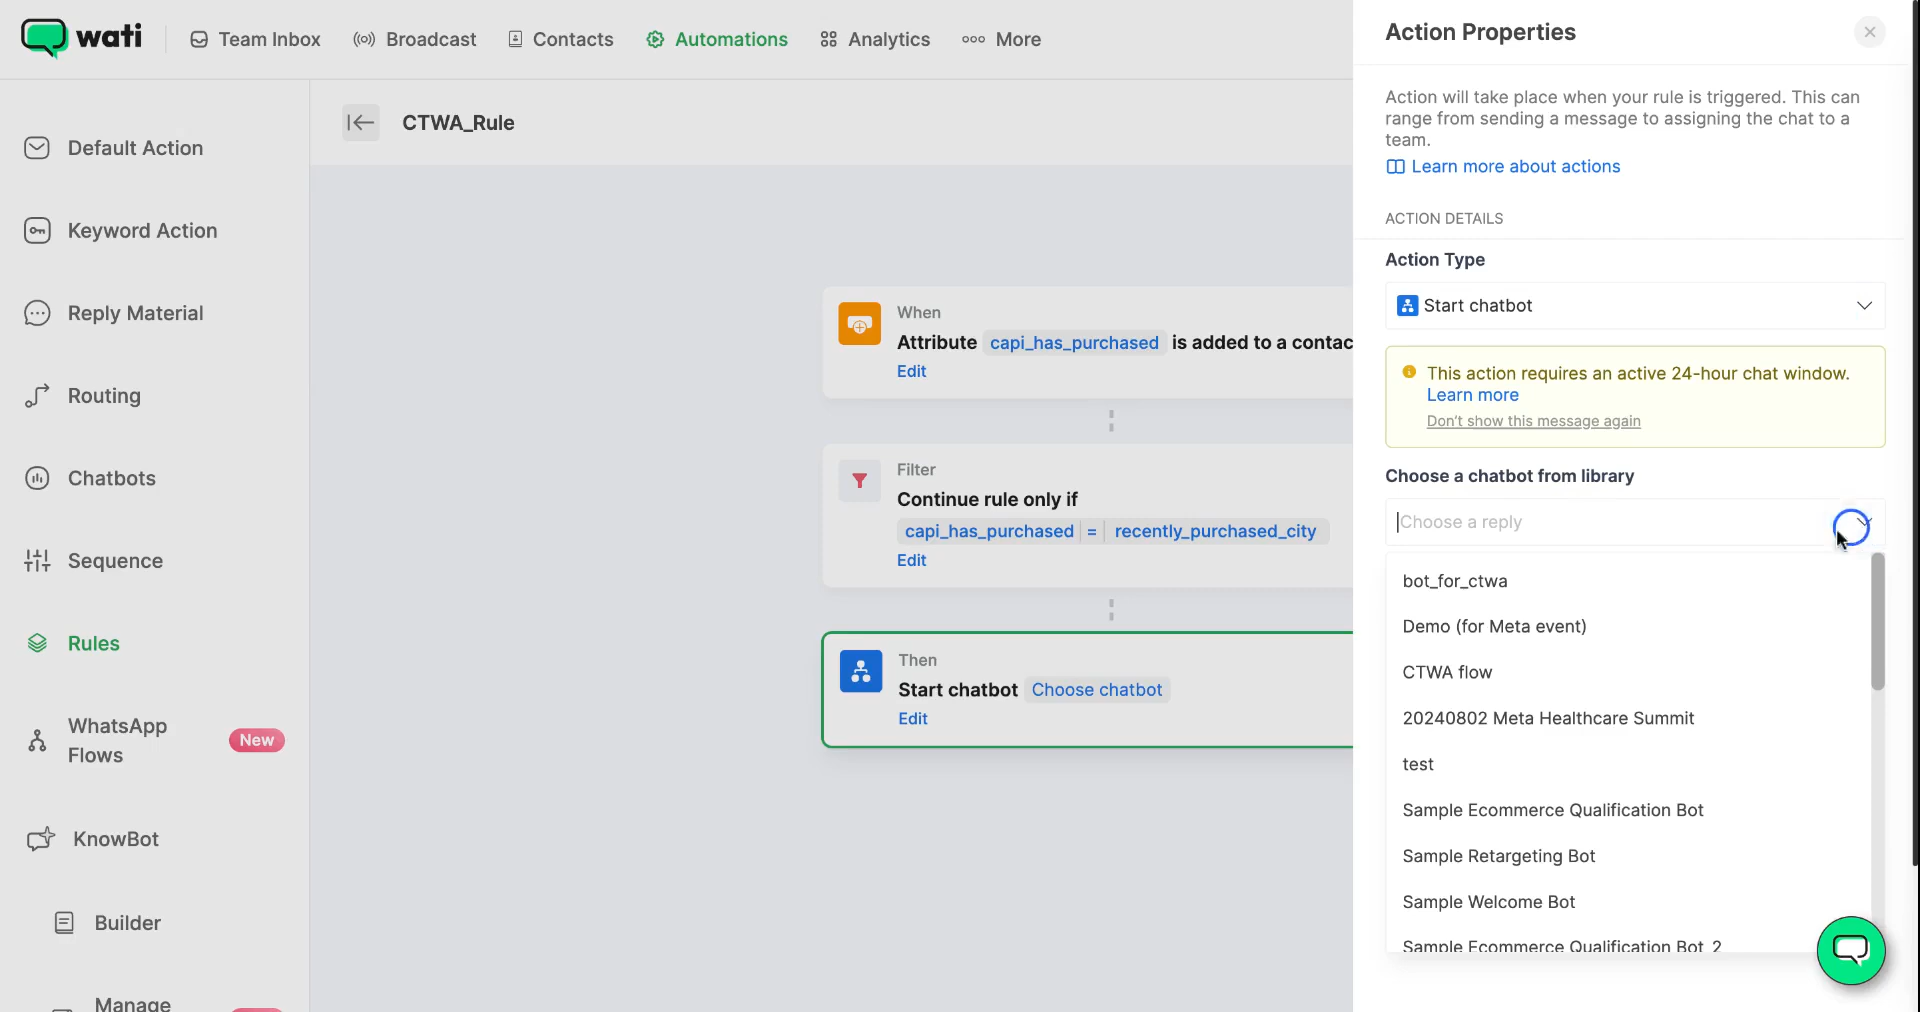 wati
Team Inbox
Broadcast
Contacts
Automations
Analytics
More
Default Action
Keyword Action
Reply Material
Routing
Chatbots
Sequence
Rules
WhatsApp
Flows
New
KnowBot
Builder
Manage
CTWA_Rule
When
Attribute capi_has_purchased is added to a contac
Edit
Filter
Continue rule only if
capi_has_purchased = recently_purchased_city
Edit
Then
Start chatbot Choose chatbot
Edit
Action Properties
Action will take place when your rule is triggered. This can
range from sending a message to assigning the chat to a
team.
Learn more about actions
ACTION DETAILS
Action Type
Start chatbot
This action requires an active 24-hour chat window.
Learn more
Don't show this message again
Choose a chatbot from library
Choose a reply
bot_for_ctwa
Demo (for Meta event)
CTWA flow
20240802 Meta Healthcare Summit
test
Sample Ecommerce Qualification Bot
Sample Retargeting Bot
Sample Welcome Bot
Sample Ecommerce Qualification Bot 2